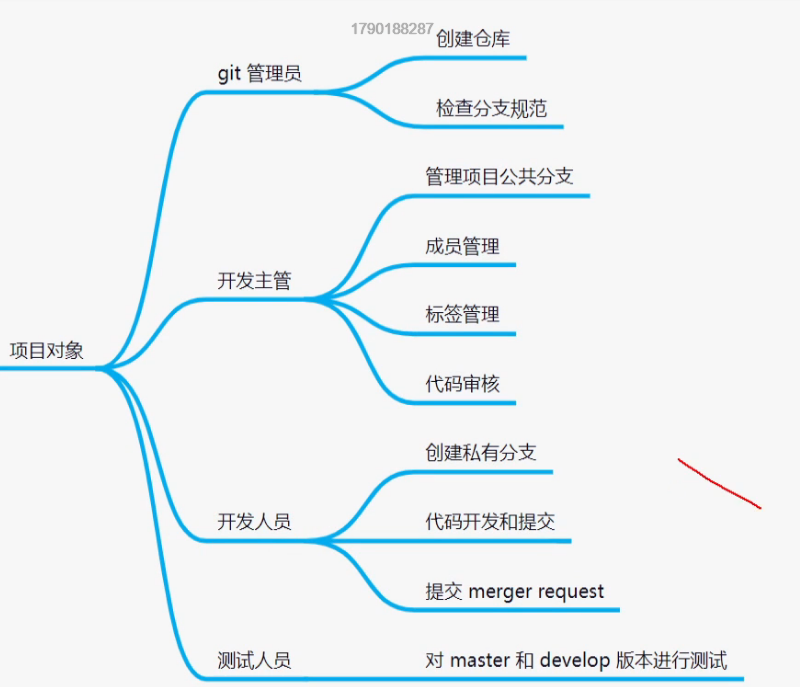 1790188287
创建仓库
git 管理员
检查分支规范
管理项目公共分支
成员管理
开发主管
标签管理
项目对象
代码审核
创建私有分支
开发人员
代码开发和提交
提交 merger request
测试人员
对 master 和 develop 版本进行测试